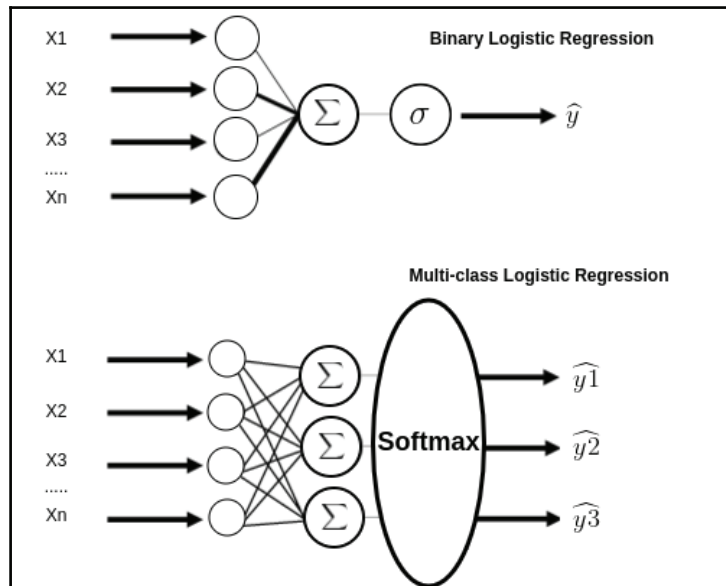 Binary Logistic Regression
X1
X2
X3
.....
Xn
Σ
σ
ŷ
Multi-class Logistic Regression
X1
X2
X3
.....
Xn
Σ
Σ
Σ
Softmax
ŷ1
ŷ2
ŷ3